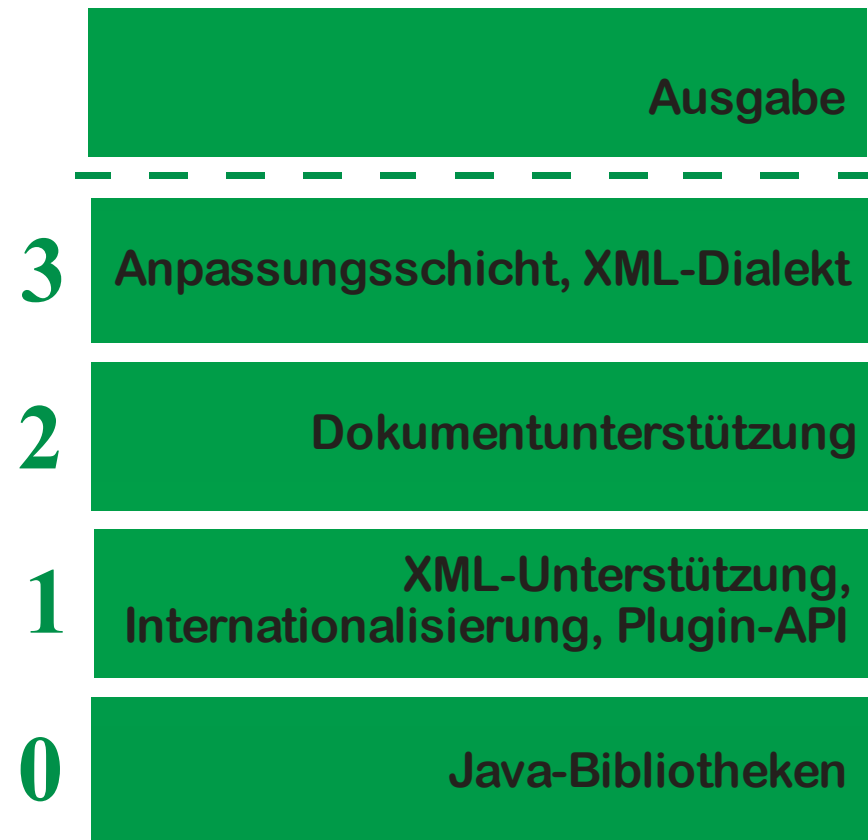 Ausgabe
3 Anpassungsschicht, XML-Dialekt
2 Dokumentunterstützung
1 XML-Unterstützung,
Internationalisierung, Plugin-API
0 Java-Bibliotheken